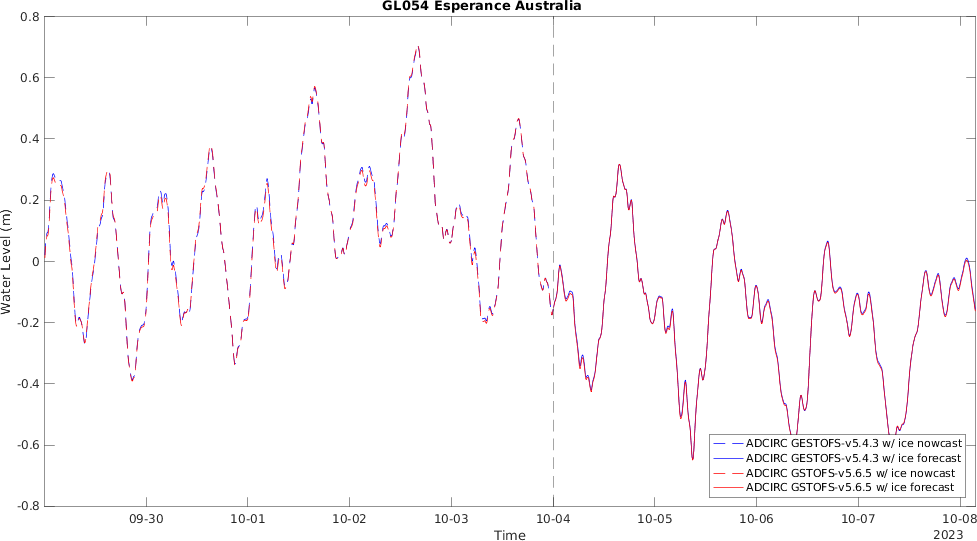 GL054 Esperance Australia
0.8
0.6
0.4
0.2
0
-0.2
-0.4
-0.6
-0.8
Water Level (m)
ADCIRC GESTOFS-v5.4.3 w/ ice nowcast
ADCIRC GESTOFS-v5.4.3 w/ ice forecast
ADCIRC GSTOFS-v5.6.5 w/ ice nowcast
ADCIRC GSTOFS-v5.6.5 w/ ice forecast
09-30 10-01 10-02 10-03 10-04 10-05 10-06 10-07 10-08
Time 2023